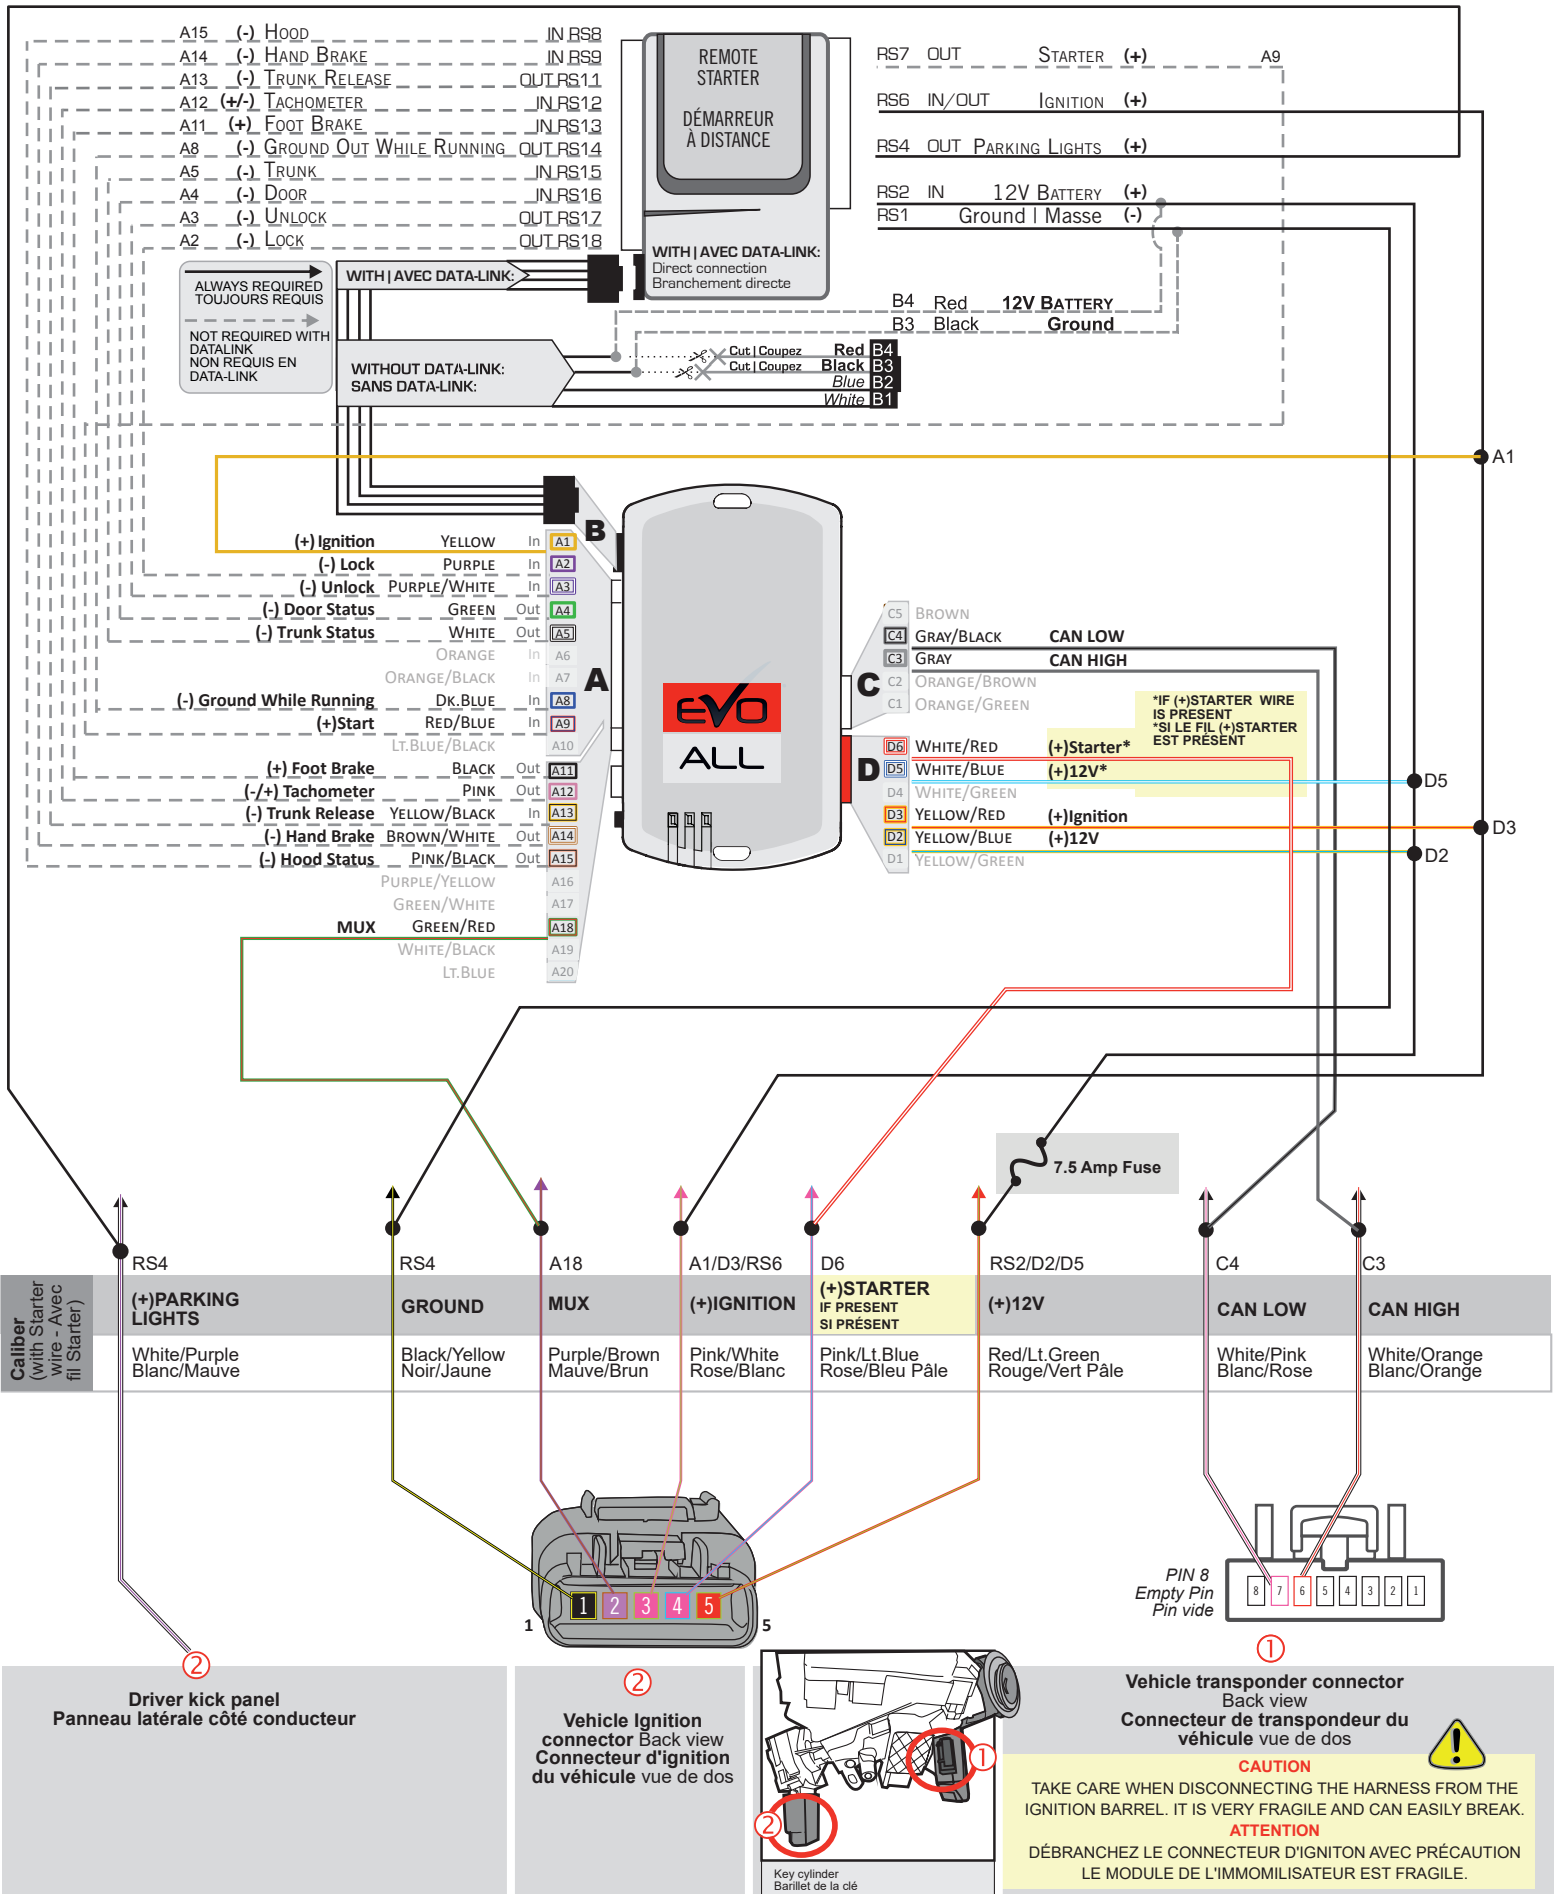 A15 (-) HOOD IN RS8
A14 (-) HAND BRAKE IN RS9
A13 (-) TRUNK RELEASE OUT RS11
A12 (+/-) TACHOMETER IN RS12
A11 (+) FOOT BRAKE IN RS13
A8 (-) GROUND OUT WHILE RUNNING OUT RS14
A5 (-) TRUNK IN RS15
A4 (-) DOOR IN RS16
A3 (-) UNLOCK OUT RS17
A2 (-) LOCK OUT RS18
REMOTE
STARTER
DÉMARREUR
À DISTANCE
WITH | AVEC DATA-LINK:
Direct connection
Branchement directe
RS7 OUT STARTER (+) A9
RS6 IN/OUT IGNITION (+)
RS4 OUT PARKING LIGHTS (+)
RS2 IN 12V BATTERY (+)
RS1 Ground | Masse (-)
ALWAYS REQUIRED
TOUJOURS REQUIS
NOT REQUIRED WITH
DATALINK
NON REQUIS EN
DATA-LINK
WITH | AVEC DATA-LINK:
WITHOUT DATA-LINK:
SANS DATA-LINK:
B4 Red 12V BATTERY
B3 Black Ground
Cut | Coupez Red B4
Cut | Coupez Black B3
Blue B2
White B1
A1
B
(+) Ignition YELLOW In A1
(-) Lock PURPLE In A2
(-) Unlock PURPLE/WHITE In A3
(-) Door Status GREEN Out A4
(-) Trunk Status WHITE Out A5
ORANGE In A6
ORANGE/BLACK In A7
(-) Ground While Running DK.BLUE In A8
(+)Start RED/BLUE In A9
LT.BLUE/BLACK A10
(+) Foot Brake BLACK Out A11
(-/+) Tachometer PINK Out A12
(-) Trunk Release YELLOW/BLACK In A13
(-) Hand Brake BROWN/WHITE Out A14
(-) Hood Status PINK/BLACK Out A15
PURPLE/YELLOW A16
GREEN/WHITE A17
MUX GREEN/RED A18
WHITE/BLACK A19
LT.BLUE A20
A
EVO
ALL
C
C5 BROWN
C4 GRAY/BLACK CAN LOW
C3 GRAY CAN HIGH
C2 ORANGE/BROWN
C1 ORANGE/GREEN
*IF (+)STARTER WIRE
IS PRESENT
*SI LE FIL (+)STARTER
EST PRÉSENT
D
D6 WHITE/RED (+)Starter*
D5 WHITE/BLUE (+)12V*
D4 WHITE/GREEN
D3 YELLOW/RED (+)Ignition
D2 YELLOW/BLUE (+)12V
D1 YELLOW/GREEN
D5
D3
D2
7.5 Amp Fuse
RS4 RS4 A18 A1/D3/RS6 D6 RS2/D2/D5 C4 C3
Caliber
(with Starter
wire - Avec
fil Starter)
(+)PARKING
LIGHTS
GROUND
MUX
(+)IGNITION
(+)STARTER
IF PRESENT
SI PRÉSENT
(+)12V
CAN LOW
CAN HIGH
White/Purple
Blanc/Mauve
Black/Yellow
Noir/Jaune
Purple/Brown
Mauve/Brun
Pink/White
Rose/Blanc
Pink/Lt.Blue
Rose/Bleu Pâle
Red/Lt.Green
Rouge/Vert Pâle
White/Pink
Blanc/Rose
White/Orange
Blanc/Orange
1 2 3 4 5
1 5
PIN 8
Empty Pin
Pin vide
8 7 6 5 4 3 2 1
2
Driver kick panel
Panneau latérale côté conducteur
2
Vehicle Ignition
connector Back view
Connecteur d'ignition
du véhicule vue de dos
1
2
Key cylinder
Barillet de la clé
1
Vehicle transponder connector
Back view
Connecteur de transpondeur du
véhicule vue de dos
CAUTION
TAKE CARE WHEN DISCONNECTING THE HARNESS FROM THE
IGNITION BARREL. IT IS VERY FRAGILE AND CAN EASILY BREAK.
ATTENTION
DÉBRANCHEZ LE CONNECTEUR D'IGNITON AVEC PRÉCAUTION
LE MODULE DE L'IMMOMILISATEUR EST FRAGILE.